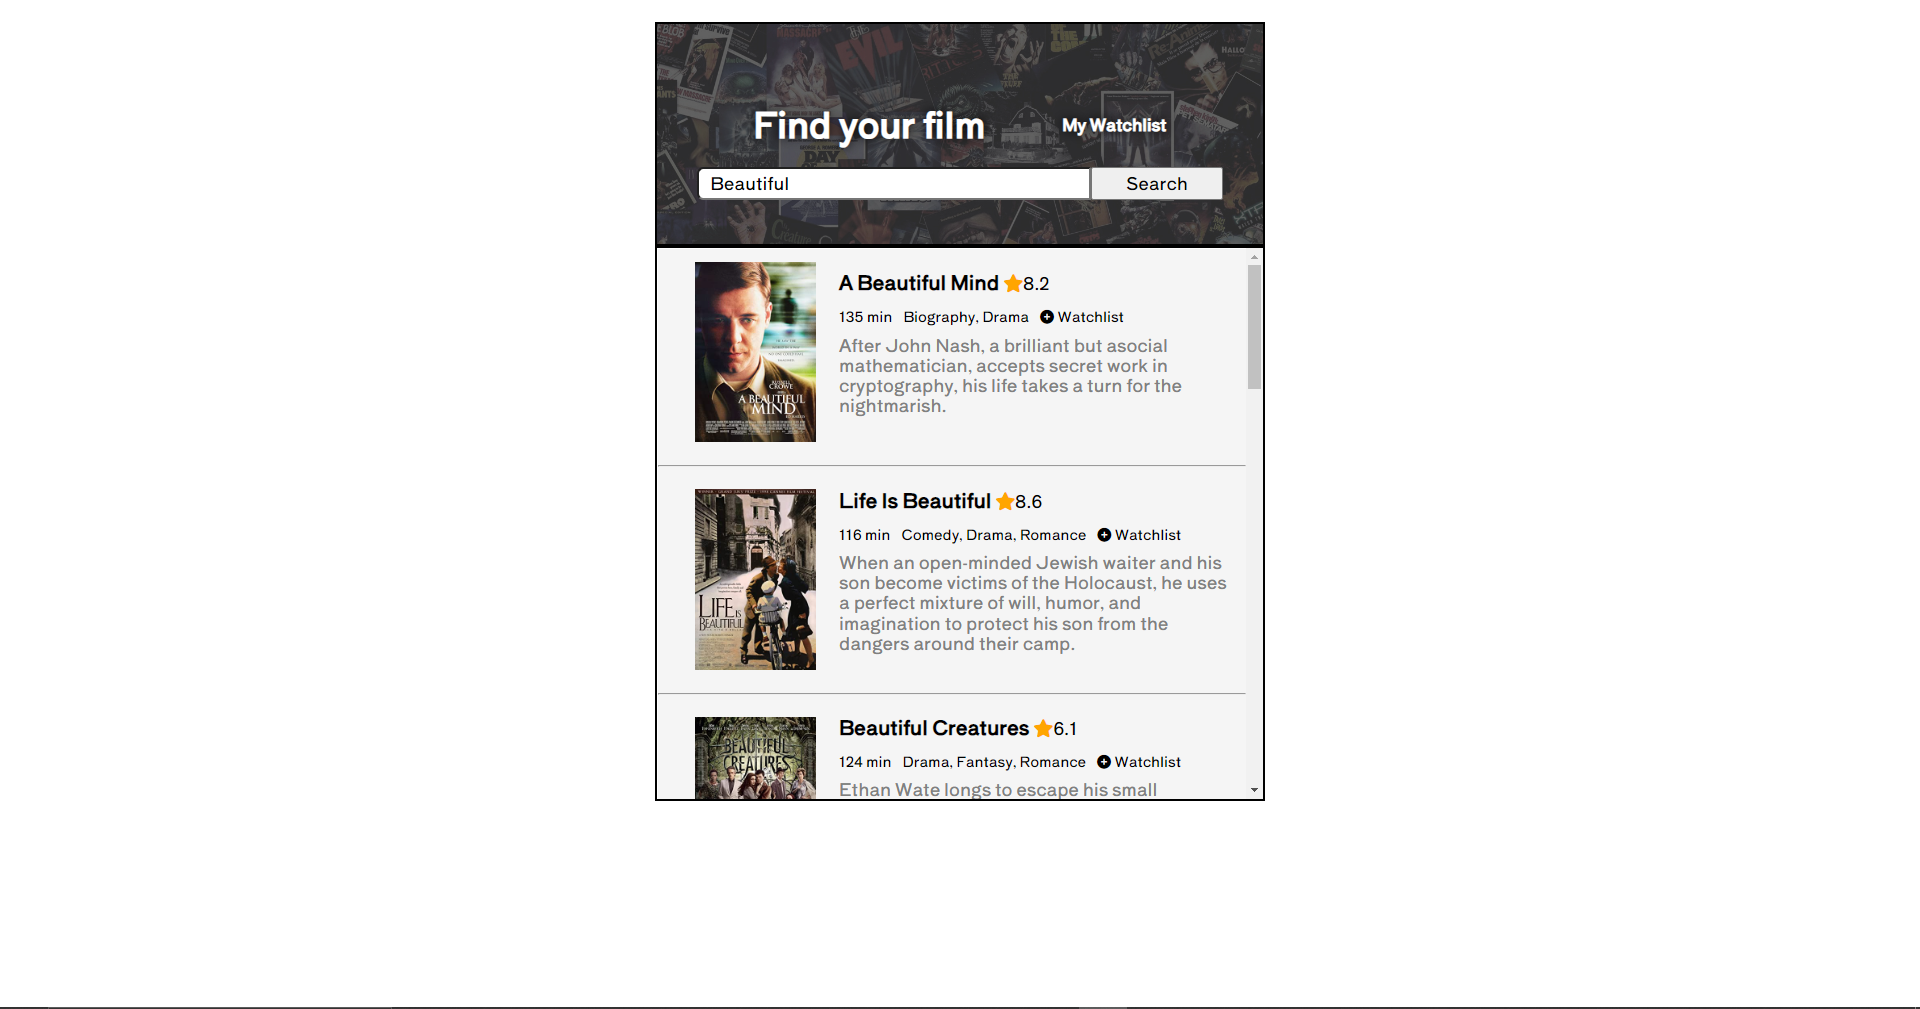 Find your film
My Watchlist
Beautiful
Search
A Beautiful Mind 8.2
135 min Biography, Drama Watchlist
After John Nash, a brilliant but asocial
mathematician, accepts secret work in
cryptography, his life takes a turn for the
nightmarish.
RUSSELL
CROWE
A BEAUTIFUL
MIND
Life Is Beautiful 8.6
116 min Comedy, Drama, Romance Watchlist
When an open-minded Jewish waiter and his
son become victims of the Holocaust, he uses
a perfect mixture of will, humor, and
imagination to protect his son from the
dangers around their camp.
LIFE IS
BEAUTIFUL
Beautiful Creatures 6.1
124 min Drama, Fantasy, Romance Watchlist
Ethan Wate longs to escape his small
BEAUTIFUL
CREATURES